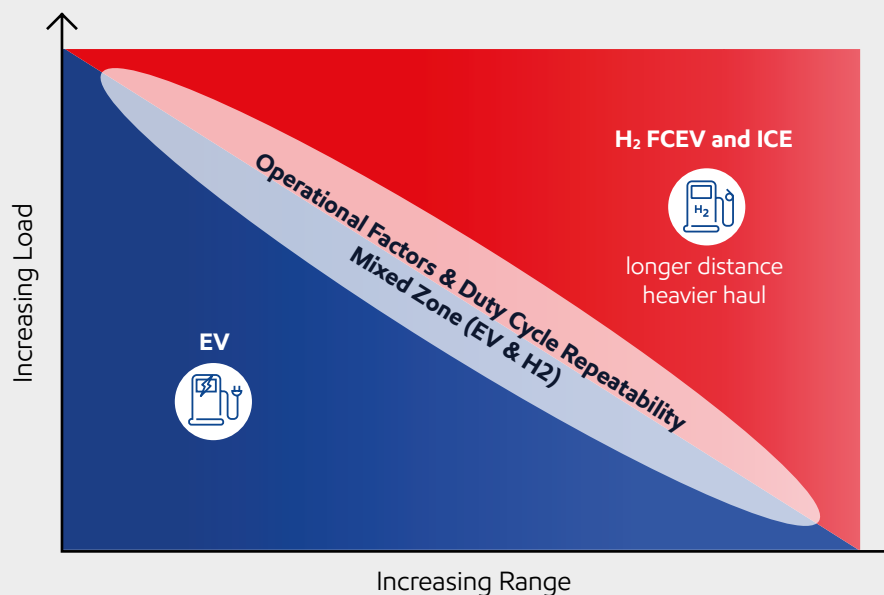 Increasing Load
H₂ FCEV and ICE
H₂
longer distance
heavier haul
Operational Factors & Duty Cycle Repeatability
Mixed Zone (EV & H2)
EV
Increasing Range